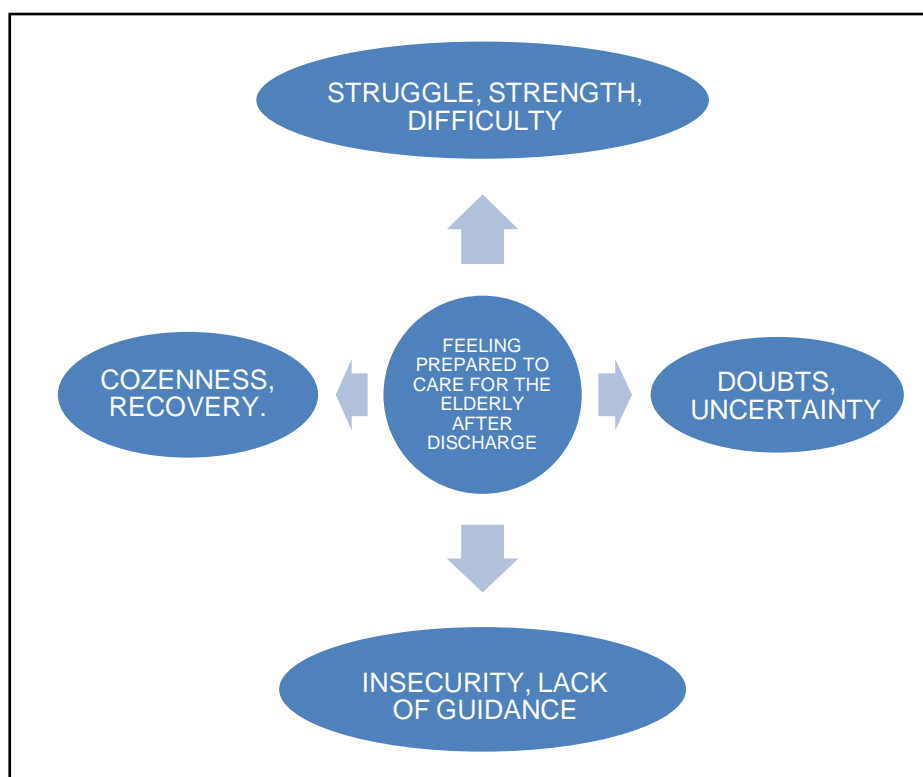 STRUGGLE, STRENGTH,
DIFFICULTY
COZENNESS,
RECOVERY.
FEELING
PREPARED TO
CARE FOR THE
ELDERLY
AFTER
DISCHARGE
DOUBTS,
UNCERTAINTY
INSECURITY, LACK
OF GUIDANCE